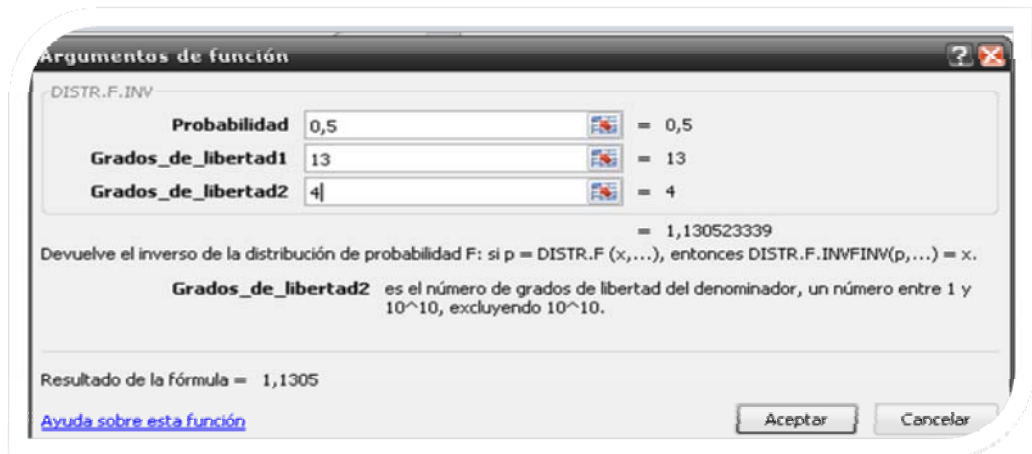 Argumentos de función
DISTR.F.INV
Probabilidad 0,5 = 0,5
Grados_de_libertad1 13 = 13
Grados_de_libertad2 4 = 4
= 1,130523339
Devuelve el inverso de la distribución de probabilidad F: si p = DISTR.F (x,...), entonces DISTR.F.INVFINV(p,...) = x.
Grados_de_libertad2 es el número de grados de libertad del denominador, un número entre 1 y
10^10, excluyendo 10^10.
Resultado de la fórmula = 1,1305
Ayuda sobre esta función Aceptar Cancelar